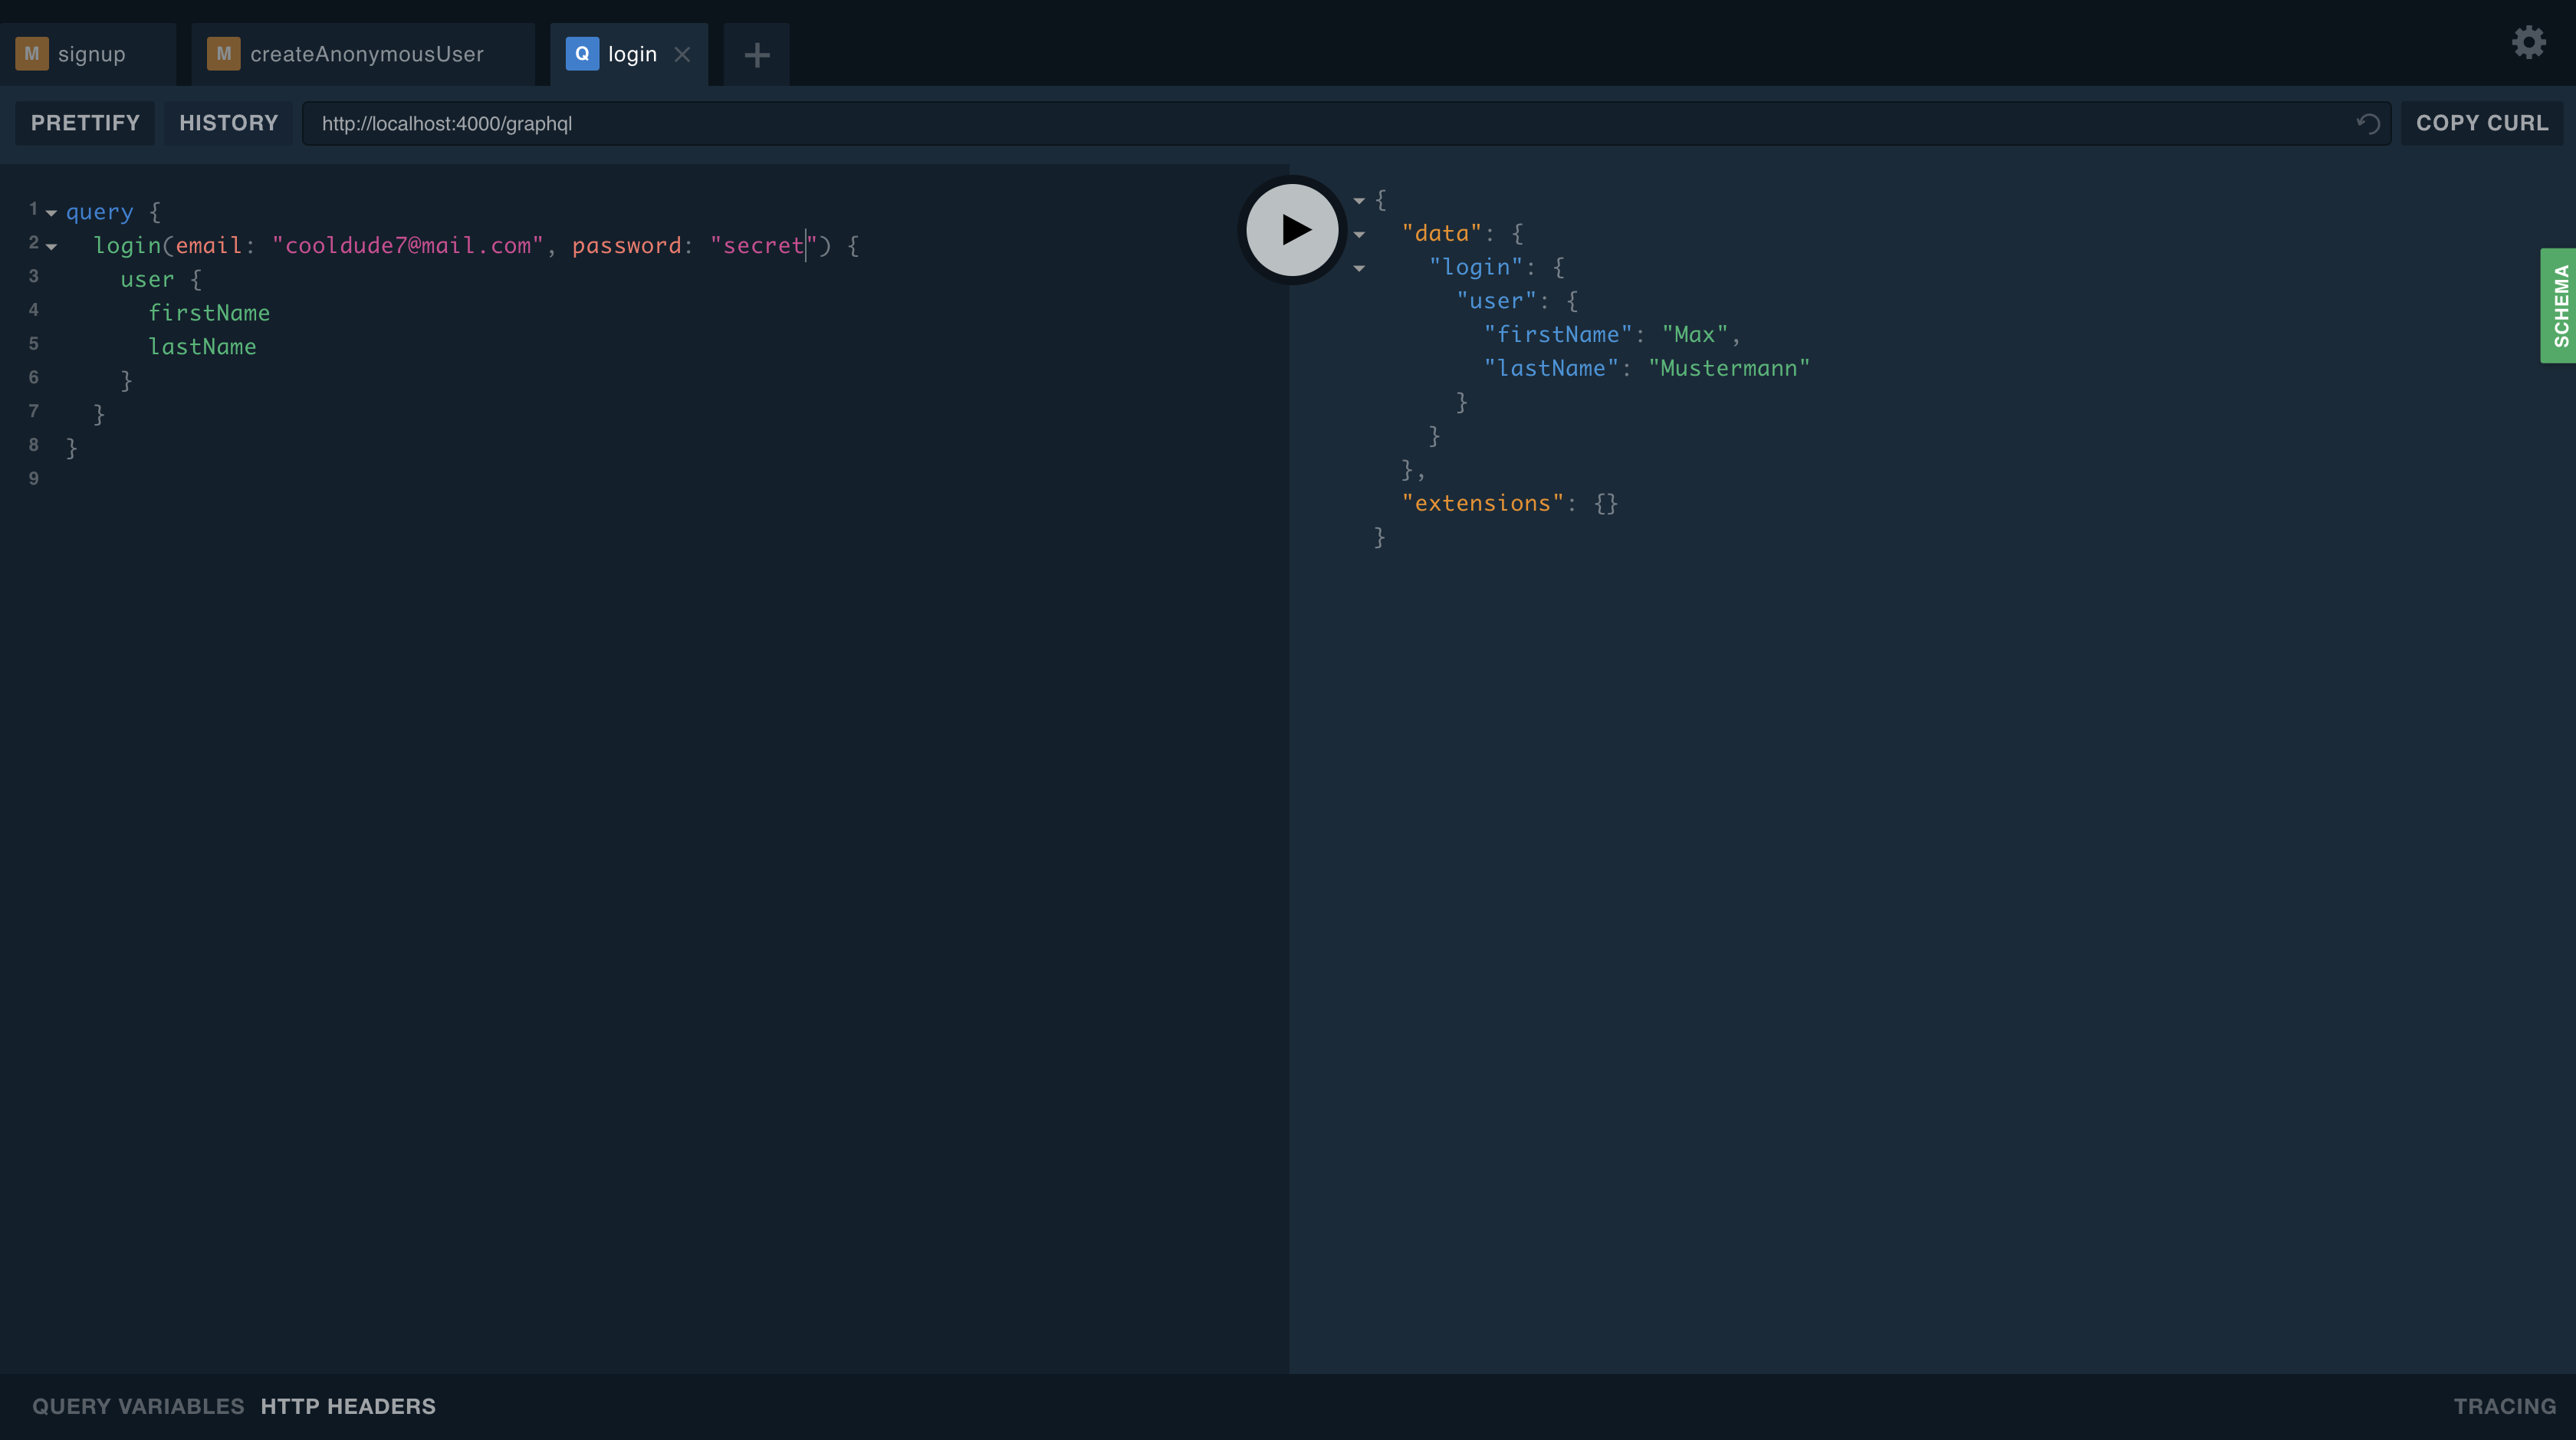 M signup M createAnonymousUser Q login
PRETTIFY HISTORY http://localhost:4000/graphql COPY CURL
1 query {
2   login(email: "cooldude7@mail.com", password: "secret") {
3     user {
4       firstName
5       lastName
6     }
7   }
8 }
9
{
  "data": {
    "login": {
      "user": {
        "firstName": "Max",
        "lastName": "Mustermann"
      }
    }
  },
  "extensions": {}
}
SCHEMA
QUERY VARIABLES HTTP HEADERS TRACING